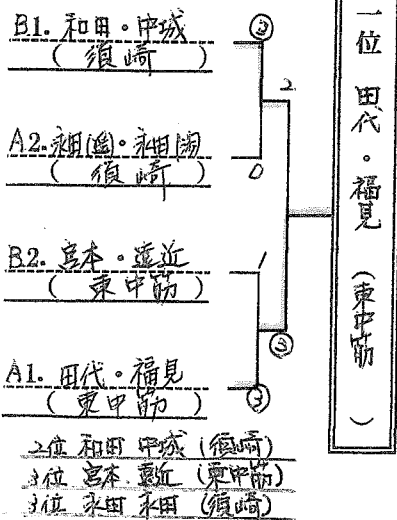 B1. 和田・中城
(須崎)
②
2
A2. 永田・永田
(須崎)
0
B2. 宮本・遠近
(東中筋)
1
③
A1. 田代・福見
(東中筋)
③
2位 和田 中城 (須崎)
3位 宮本 遠近 (東中筋)
3位 永田 永田 (須崎)
一位 田代・福見 (東中筋)